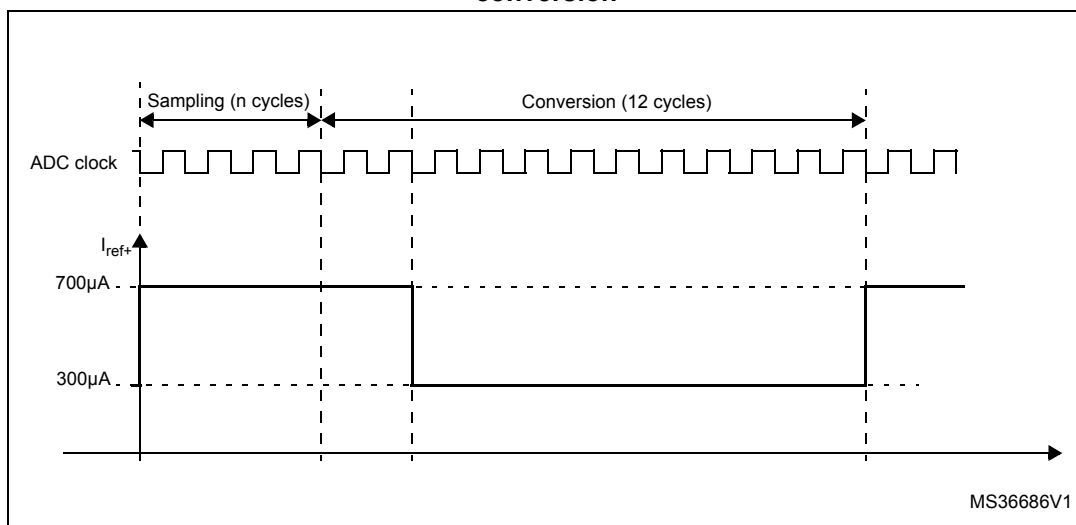 conversion
Sampling (n cycles)
Conversion (12 cycles)
ADC clock
Iref+
700µA
300µA
MS36686V1